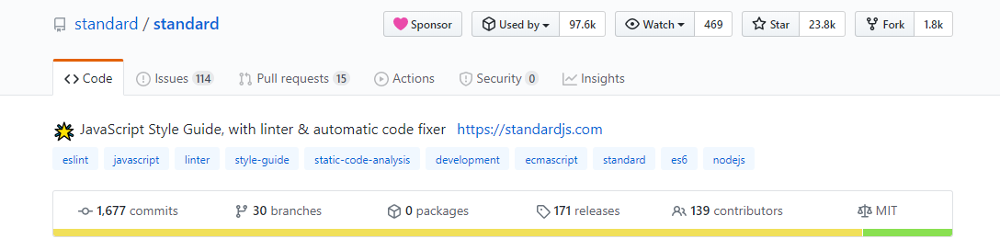 standard / standard Sponsor Used by 97.6k Watch 469 Star 23.8k Fork 1.8k
Code Issues 114 Pull requests 15 Actions Security 0 Insights
JavaScript Style Guide, with linter & automatic code fixer https://standardjs.com
eslint javascript linter style-guide static-code-analysis development ecmascript standard es6 nodejs
1,677 commits 30 branches 0 packages 171 releases 139 contributors MIT